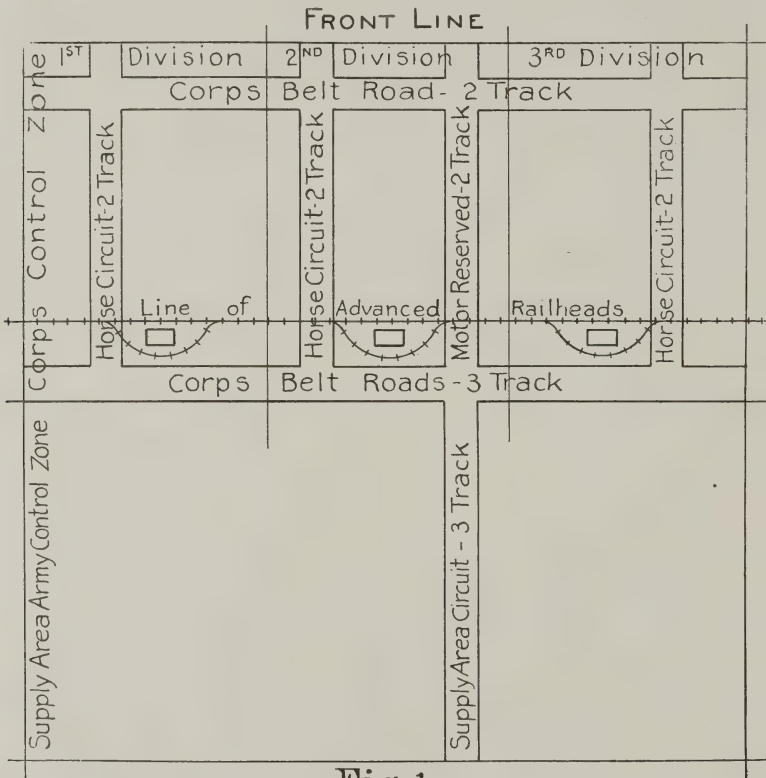 FRONT LINE
1ST Division 2ND Division 3RD Division
Corps Belt Road - 2 Track
Corps Control Zone
Horse Circuit-2 Track
Horse Circuit-2 Track
Motor Reserved-2 Track
Horse Circuit-2 Track
Line of Advanced Railheads
Corps Belt Roads - 3 Track
Supply Area Army Control Zone
Supply Area Circuit - 3 Track
Fig. 1